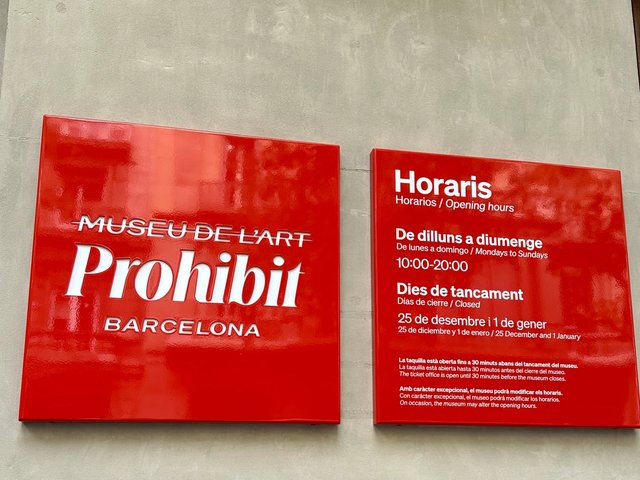 MUSEU DE L'ART
Prohibit
BARCELONA
Horaris
Horarios / Opening hours
De dilluns a diumenge
De lunes a domingo / Mondays to Sundays
10:00-20:00
Dies de tancament
Días de cierre / Closed
25 de desembre i 1 de gener
25 de diciembre y 1 de enero / 25 December and 1 January
La taquilla està oberta fins a 30 minuts abans del tancament del museu.
La taquilla está abierta hasta 30 minutos antes del cierre del museo.
The ticket office is open until 30 minutes before the museum closes.
Amb caràcter excepcional, el museu podrà modificar els horaris.
Con carácter excepcional, el museo podrá modificar los horarios.
On occasion, the museum may alter the opening hours.